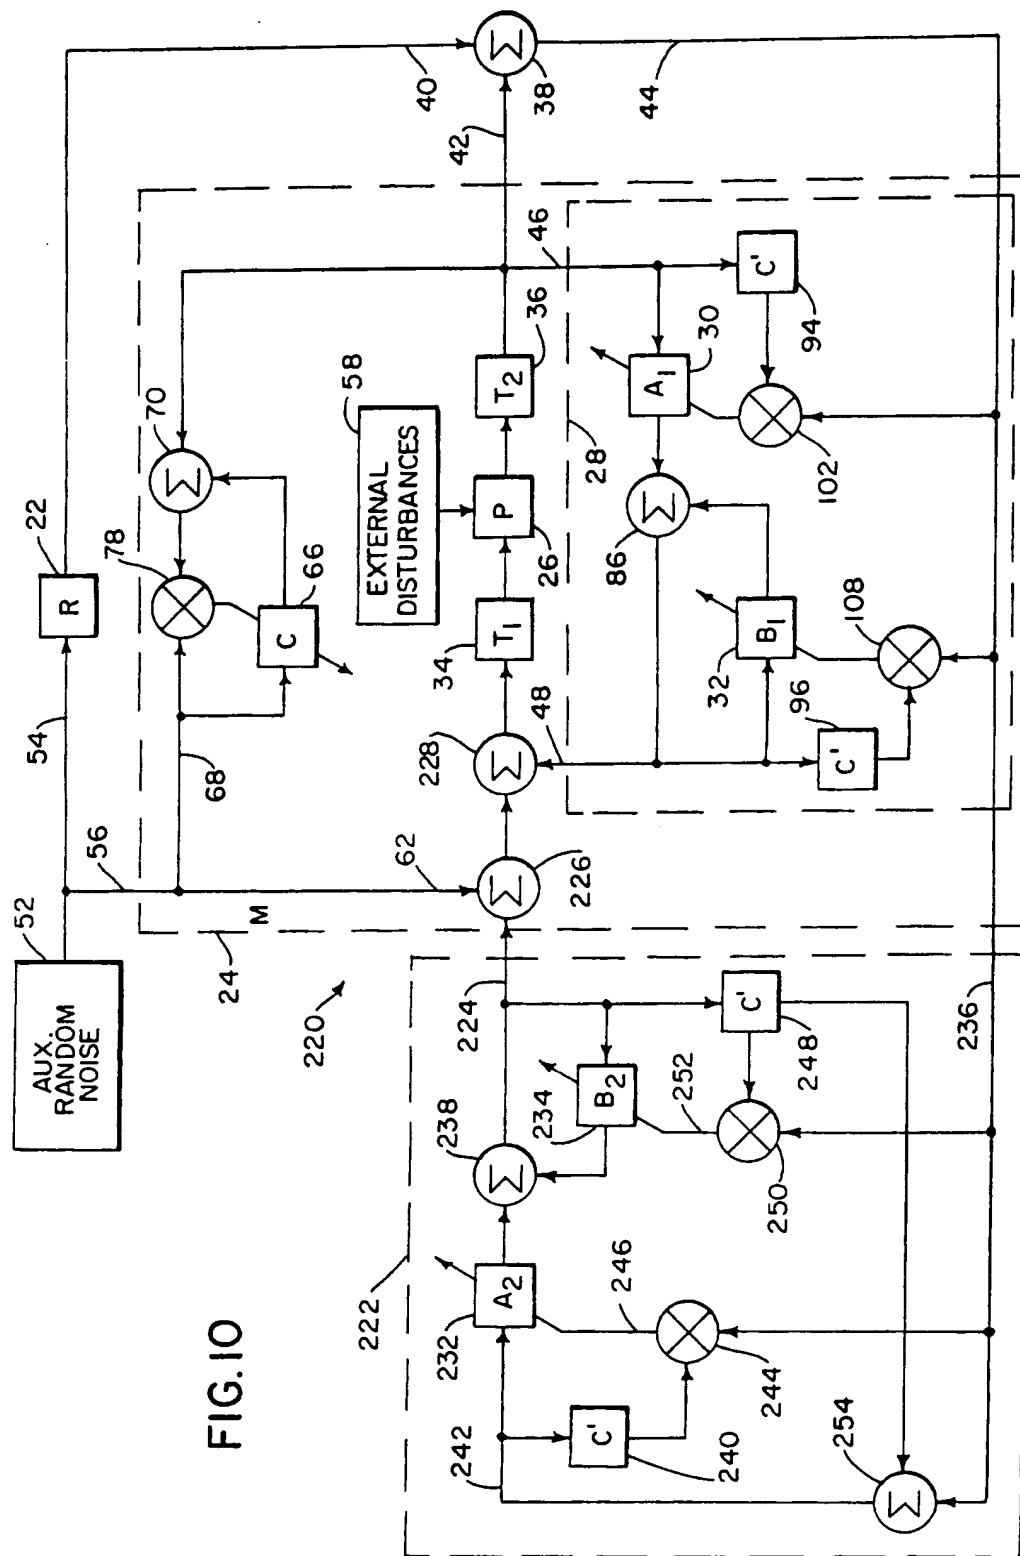 FIG.10
AUX.
RANDOM
NOISE
52
54
R
22
40
Σ
38
44
42
56
68
62
M
24
220
78
70
Σ
C
66
EXTERNAL
DISTURBANCES
58
T1
34
P
26
T2
36
46
Σ
228
Σ
226
48
28
Σ
86
A1
30
C'
94
102
B1
32
C'
96
108
224
236
222
A2
232
Σ
238
B2
234
252
C'
248
250
246
244
C'
240
242
Σ
254